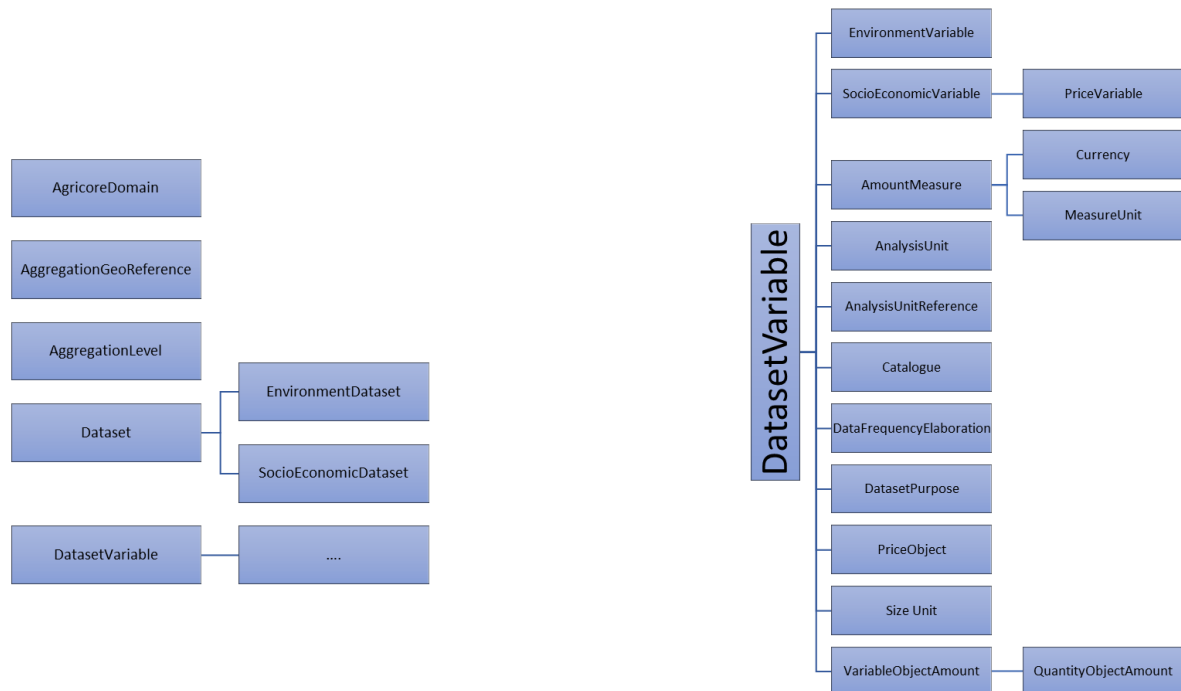 AgricoreDomain
AggregationGeoReference
AggregationLevel
Dataset
EnvironmentDataset
SocioEconomicDataset
DatasetVariable
....
DatasetVariable
EnvironmentVariable
SocioEconomicVariable
PriceVariable
AmountMeasure
Currency
MeasureUnit
AnalysisUnit
AnalysisUnitReference
Catalogue
DataFrequencyElaboration
DatasetPurpose
PriceObject
Size Unit
VariableObjectAmount
QuantityObjectAmount